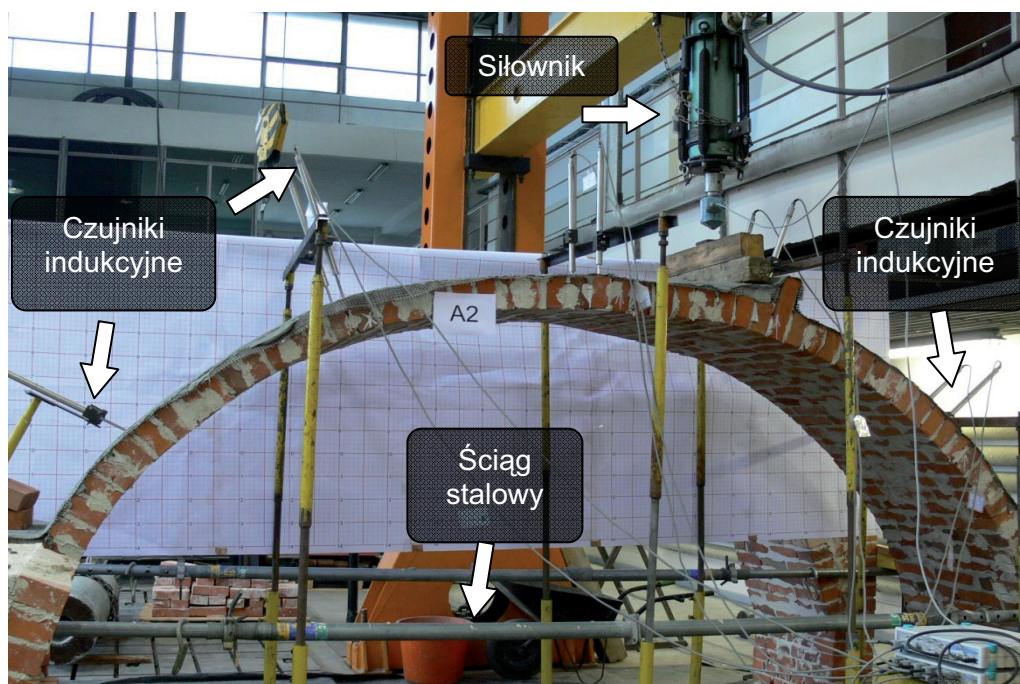 Siłownik
Czujniki
indukcyjne
Czujniki
indukcyjne
A2
Ściąg
stalowy